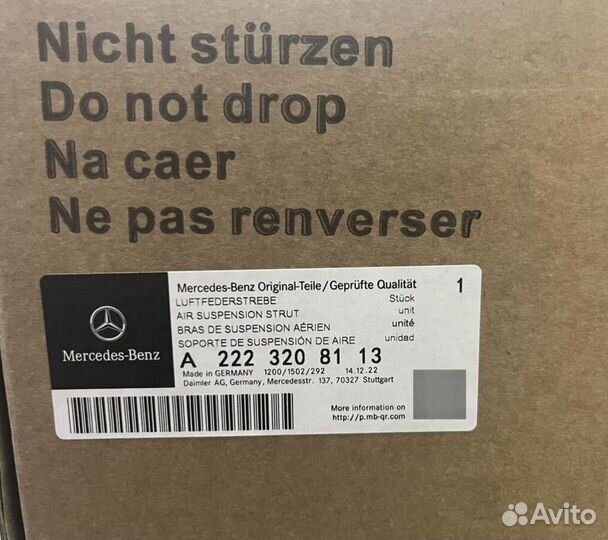 Nicht stürzen
Do not drop
Na caer
Ne pas renverser
Mercedes-Benz Original-Teile/Geprüfte Qualität 1
LUFTFEDERSTREBE Stück
AIR SUSPENSION STRUT unit
BRAS DE SUSPENSION AÉRIEN unité
SOPORTE DE SUSPENSIÓN DE AIRE unidad
Mercedes-Benz
A 222 320 81 13
Made in GERMANY 1200/1502/292 14.12.22
Daimler AG, Germany, Mercedesstr. 137, 70327 Stuttgart
More information on
http://p.mb-qr.com
Avito